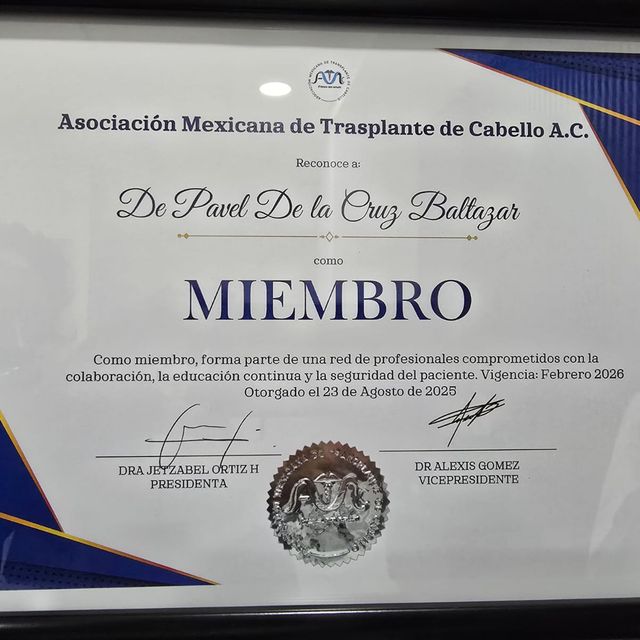 Asociación Mexicana de Trasplante de Cabello A.C.
Reconoce a:
De Pavel De la Cruz Baltazar
como
MIEMBRO
Como miembro, forma parte de una red de profesionales comprometidos con la
colaboración, la educación continua y la seguridad del paciente. Vigencia: Febrero 2026
Otorgado el 23 de Agosto de 2025
DRA JETZABEL ORTIZ H
PRESIDENTA
DR ALEXIS GOMEZ
VICEPRESIDENTE